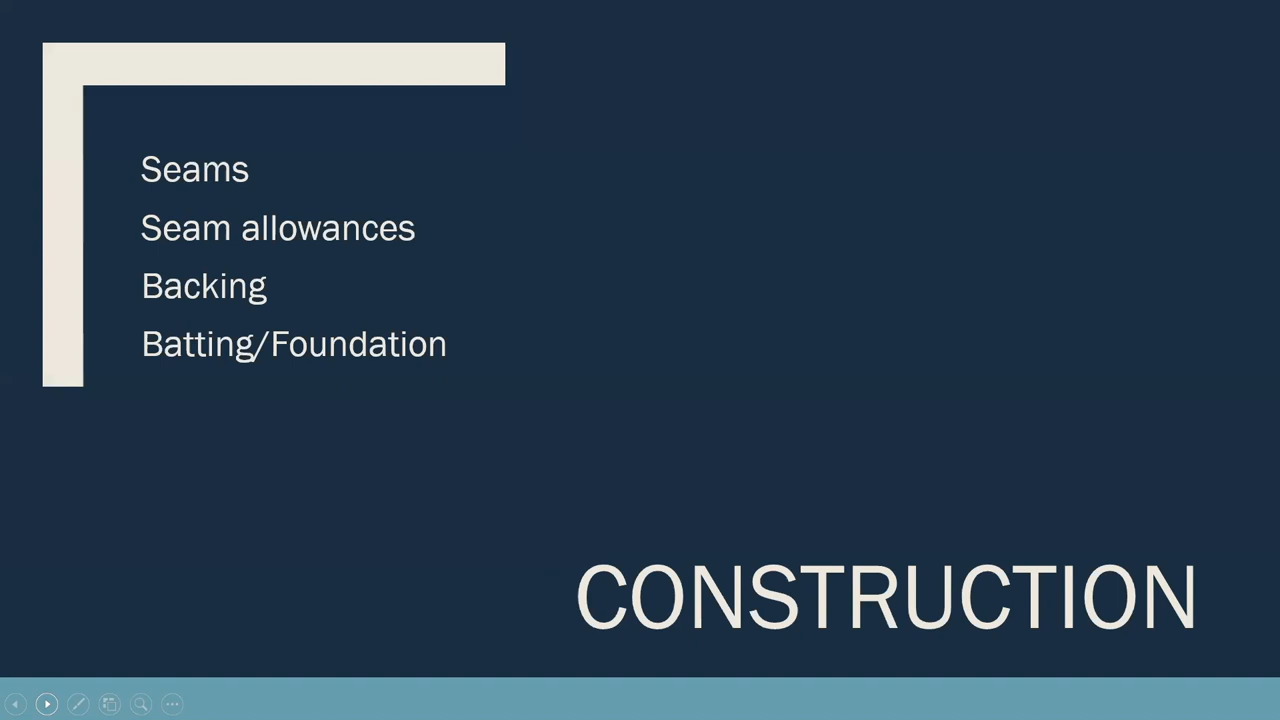 Seams
Seam allowances
Backing
Batting/Foundation
CONSTRUCTION